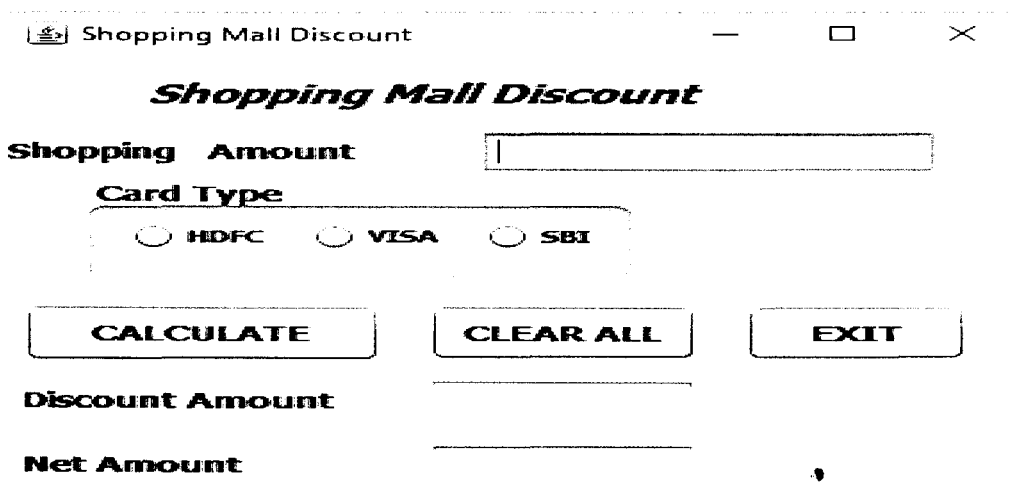 Shopping Mall Discount
Shopping Mall Discount
Shopping Amount
Card Type
HDFC VISA SBI
CALCULATE CLEAR ALL EXIT
Discount Amount
Net Amount